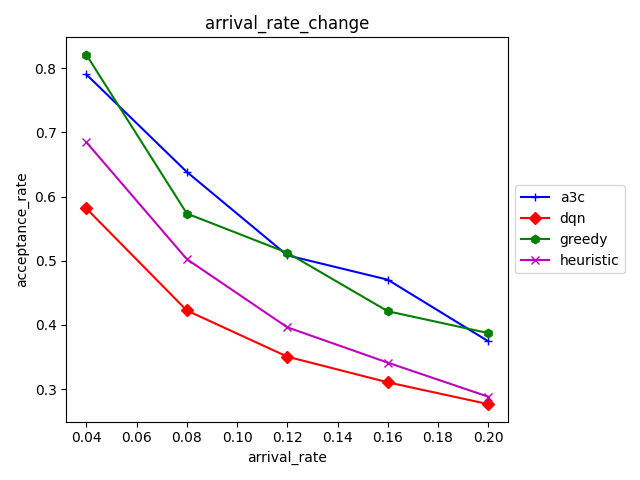 arrival_rate_change
acceptance_rate
0.8
0.7
0.6
0.5
0.4
0.3
0.04 0.06 0.08 0.10 0.12 0.14 0.16 0.18 0.20
arrival_rate
a3c
dqn
greedy
heuristic